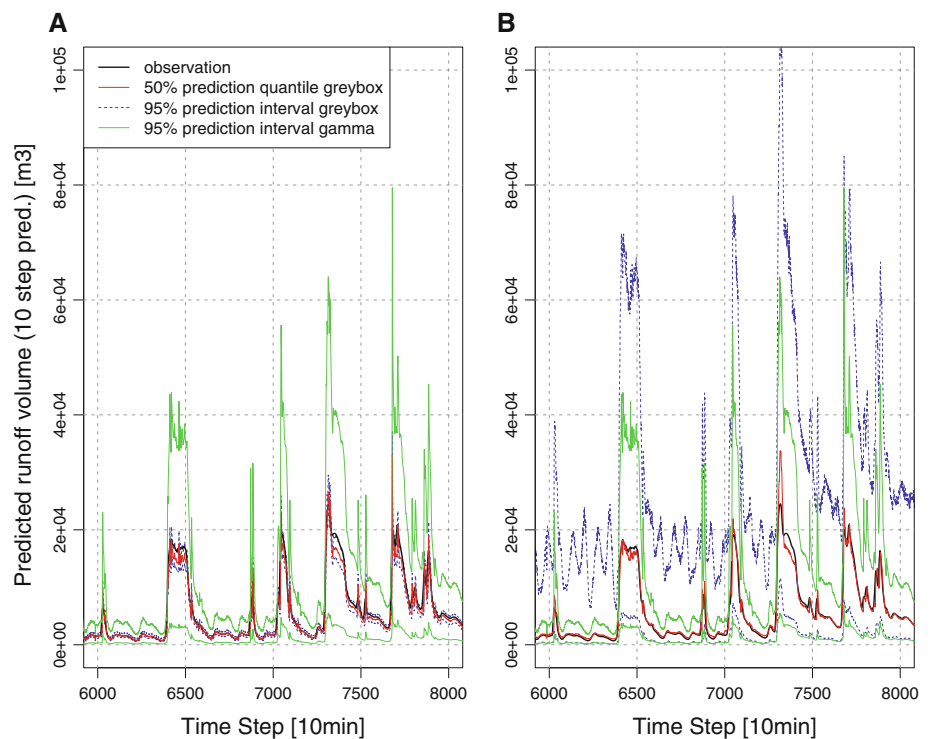 A
B
observation
50% prediction quantile greybox
95% prediction interval greybox
95% prediction interval gamma
Predicted runoff volume (10 step pred.) [m3]
1e+05
8e+04
6e+04
4e+04
2e+04
0e+00
1e+05
8e+04
6e+04
4e+04
2e+04
0e+00
6000 6500 7000 7500 8000
6000 6500 7000 7500 8000
Time Step [10min]
Time Step [10min]